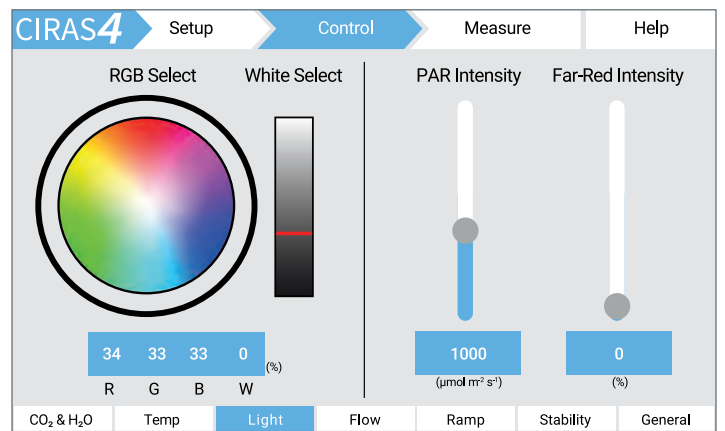 CIRAS4 Setup Control Measure Help
RGB Select White Select PAR Intensity Far-Red Intensity
34 33 33 0 (%)
R G B W
1000 0
(µmol m⁻² s⁻¹) (%)
CO₂ & H₂O Temp Light Flow Ramp Stability General